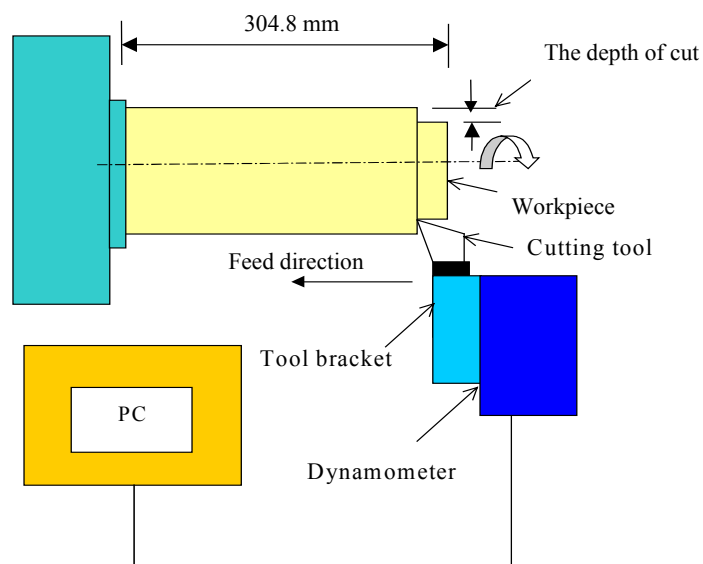 304.8 mm
The depth of cut
Workpiece
Cutting tool
Feed direction
Tool bracket
PC
Dynamometer